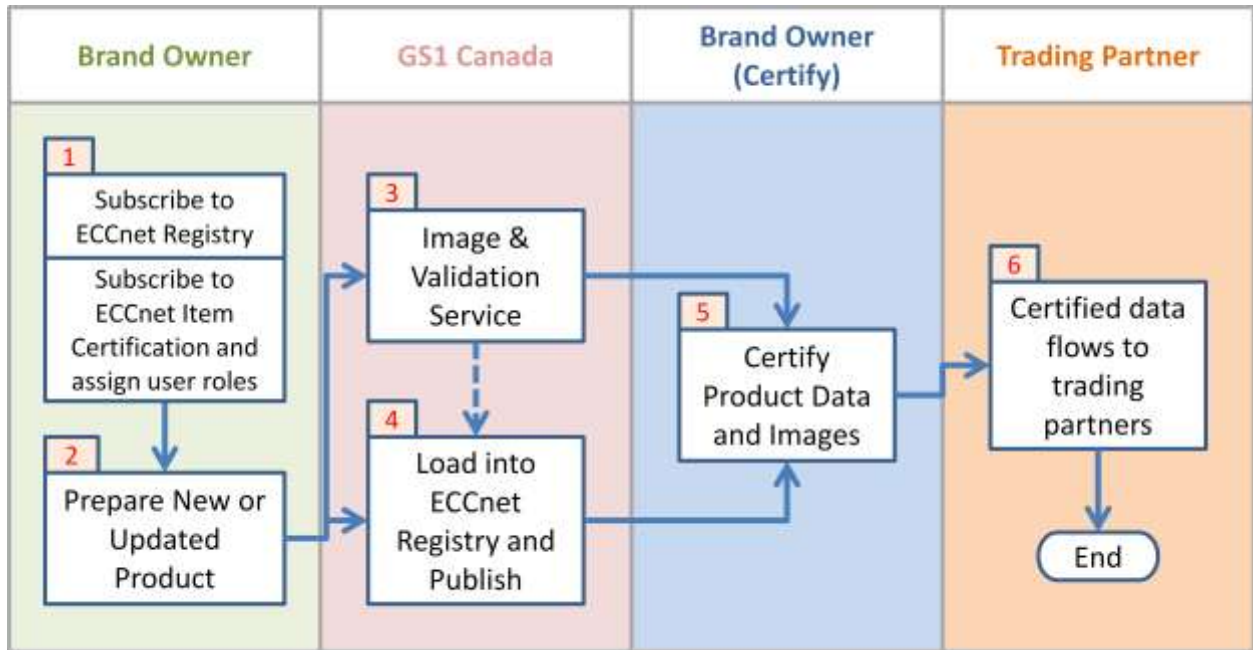 Brand Owner
GS1 Canada
Brand Owner
(Certify)
Trading Partner
1
Subscribe to
ECCnet Registry
Subscribe to
ECCnet Item
Certification and
assign user roles
2
Prepare New or
Updated
Product
3
Image &
Validation
Service
4
Load into
ECCnet
Registry and
Publish
5
Certify
Product Data
and Images
6
Certified data
flows to
trading
partners
End